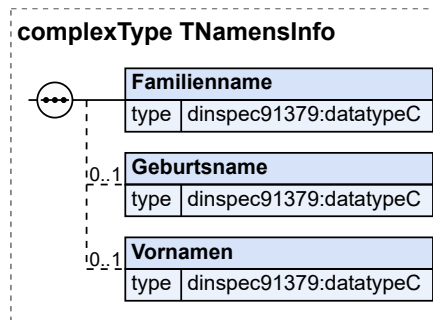 complexType TNamensInfo
Familienname
type dinspec91379:datatypeC
0..1 Geburtsname
type dinspec91379:datatypeC
0..1 Vornamen
type dinspec91379:datatypeC